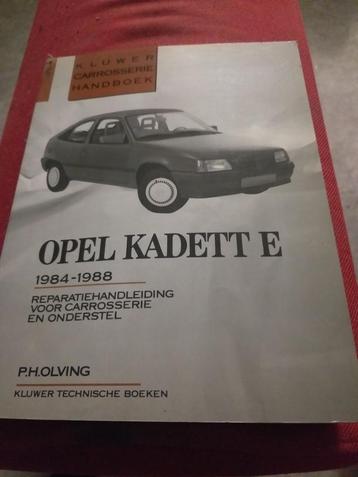 KLUWER
CARROSSERIE
HANDBOEK
OPEL KADETT E
1984-1988
REPARATIEHANDLEIDING
VOOR CARROSSERIE
EN ONDERSTEL
P.H.OLVING
KLUWER TECHNISCHE BOEKEN